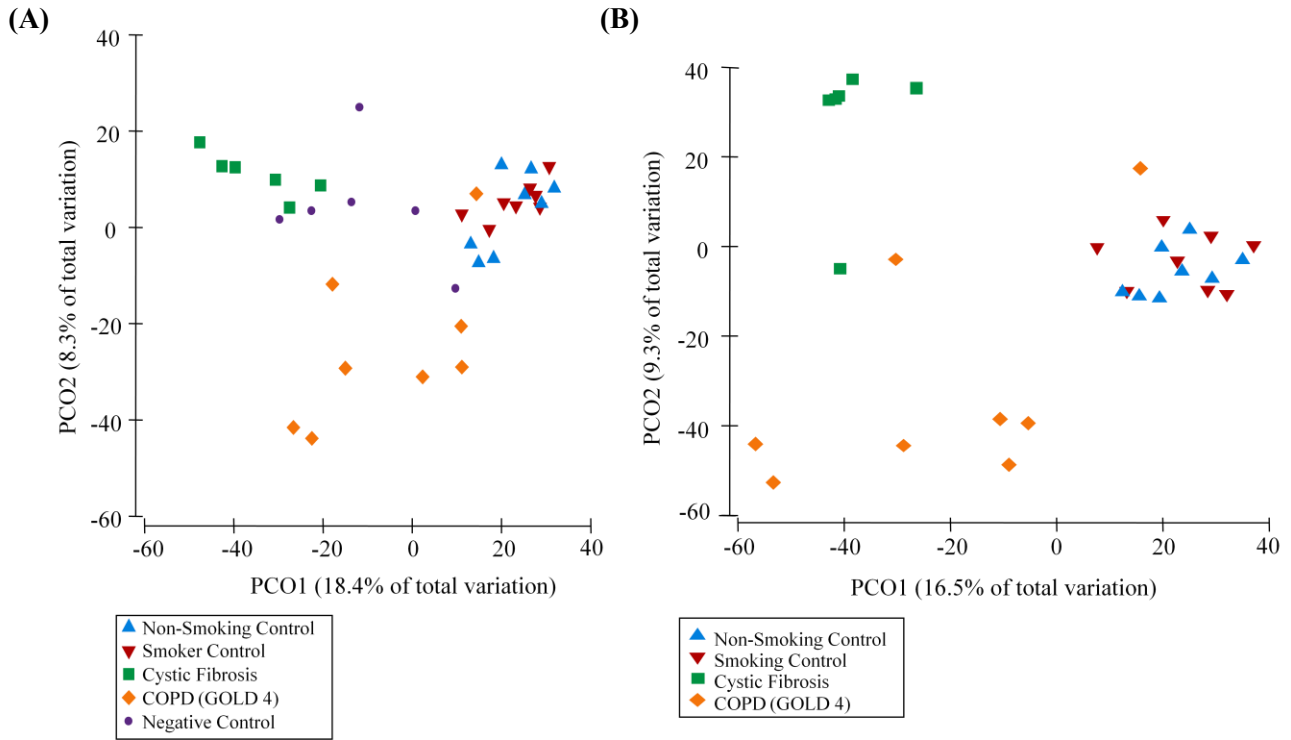 (A)
40
20
0
-20
-40
-60
PCO2 (8.3% of total variation)
-60 -40 -20 0 20 40
PCO1 (18.4% of total variation)
Non-Smoking Control
Smoker Control
Cystic Fibrosis
COPD (GOLD 4)
Negative Control
(B)
40
20
0
-20
-40
-60
PCO2 (9.3% of total variation)
-60 -40 -20 0 20 40
PCO1 (16.5% of total variation)
Non-Smoking Control
Smoking Control
Cystic Fibrosis
COPD (GOLD 4)